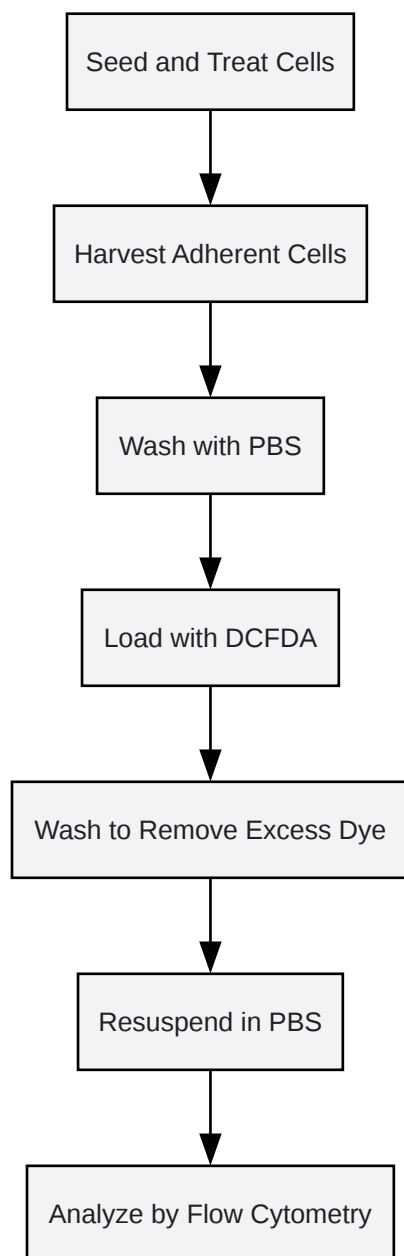 Seed and Treat Cells
Harvest Adherent Cells
Wash with PBS
Load with DCFDA
Wash to Remove Excess Dye
Resuspend in PBS
Analyze by Flow Cytometry